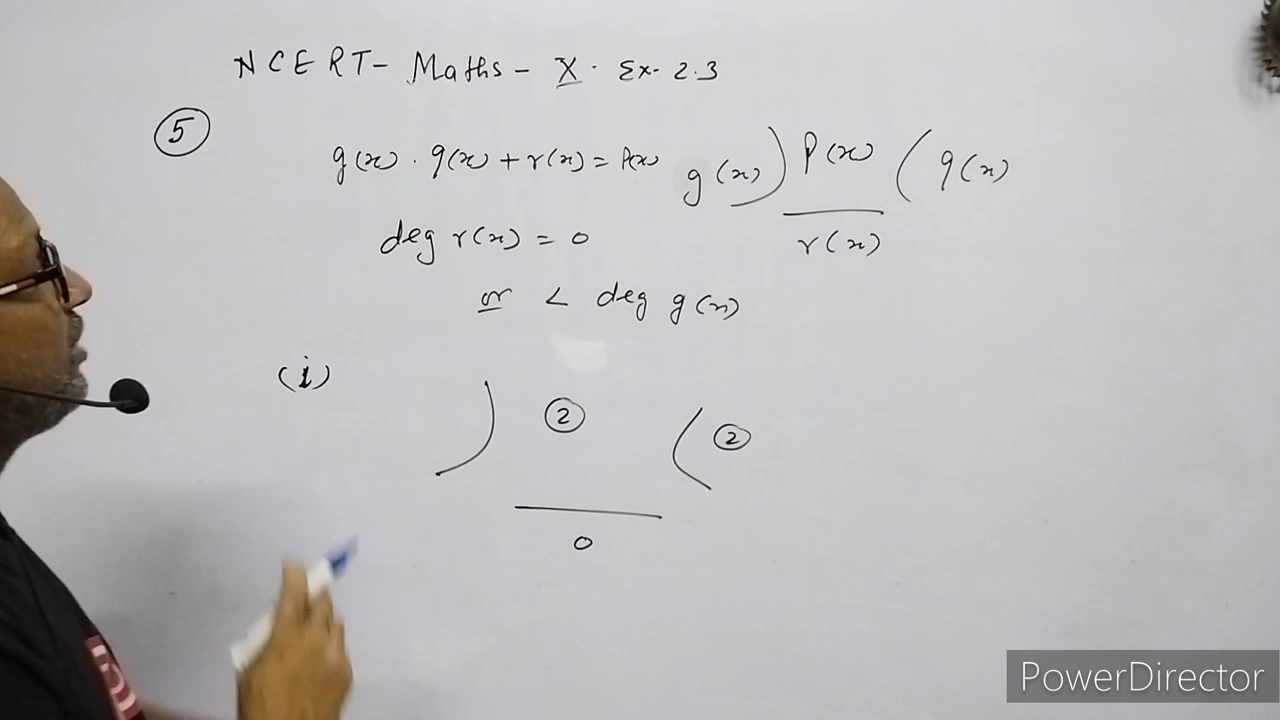 NCERT- Maths - X. Ex- 2.3
5
g(x) . q(x) + r(x) = P(x)
g(x) ) P(x) ( q(x)
r(x)
deg r(x) = 0
or < deg g(x)
(i)
) 2 ( 2
0
PowerDirector